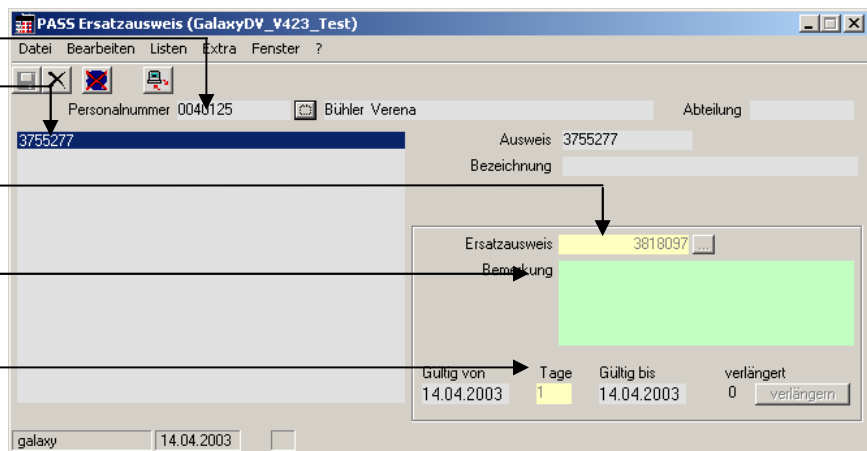 PASS Ersatzausweis (GalaxyDV_V423_Test)
Datei Bearbeiten Listen Extra Fenster ?
Personalnummer 0040125 Bühler Verena Abteilung
3755277
Ausweis 3755277
Bezeichnung
Ersatzausweis 3818097 ...
Bemerkung
Gültig von Tage Gültig bis verlängert
14.04.2003 1 14.04.2003 0 verlängern
galaxy 14.04.2003